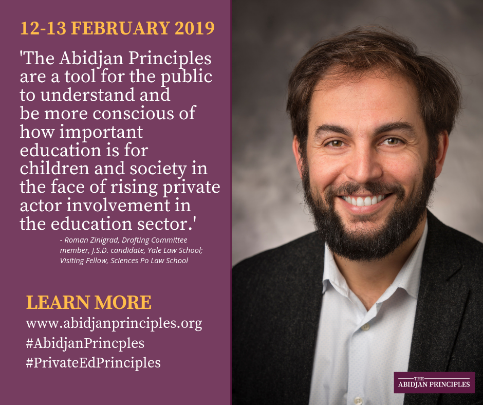 12-13 FEBRUARY 2019
'The Abidjan Principles
are a tool for the public
to understand and
be more conscious of
how important
education is for
children and society in
the face of rising private
actor involvement in
the education sector.'
- Roman Zinigrad, Drafting Committee
member, J.S.D. candidate, Yale Law School;
Visiting Fellow, Sciences Po Law School
LEARN MORE
www.abidjanprinciples.org
#AbidjanPrincples
#PrivateEdPrinciples
THE
ABIDJAN PRINCIPLES